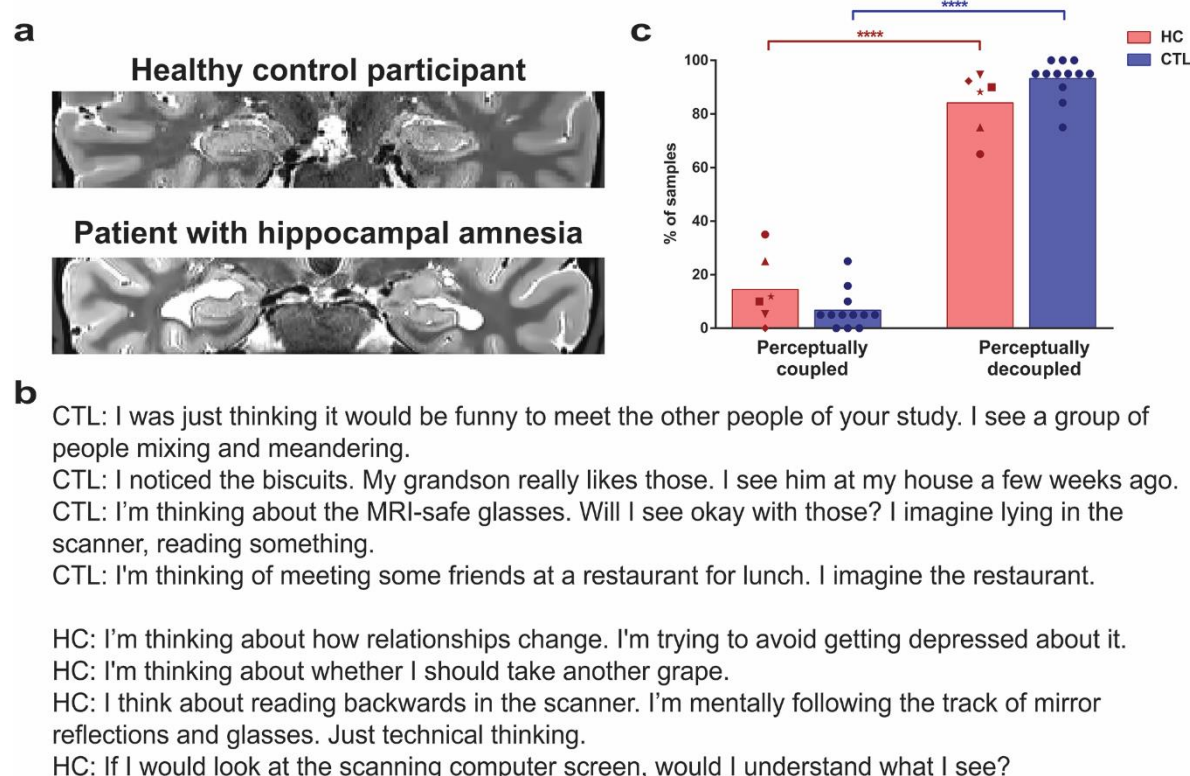 a
Healthy control participant
Patient with hippocampal amnesia
c
****
****
HC
CTL
% of samples
100
80
60
40
20
0
Perceptually
coupled
Perceptually
decoupled
b
CTL: I was just thinking it would be funny to meet the other people of your study. I see a group of
people mixing and meandering.
CTL: I noticed the biscuits. My grandson really likes those. I see him at my house a few weeks ago.
CTL: I’m thinking about the MRI-safe glasses. Will I see okay with those? I imagine lying in the
scanner, reading something.
CTL: I'm thinking of meeting some friends at a restaurant for lunch. I imagine the restaurant.
HC: I’m thinking about how relationships change. I'm trying to avoid getting depressed about it.
HC: I'm thinking about whether I should take another grape.
HC: I think about reading backwards in the scanner. I’m mentally following the track of mirror
reflections and glasses. Just technical thinking.
HC: If I would look at the scanning computer screen, would I understand what I see?